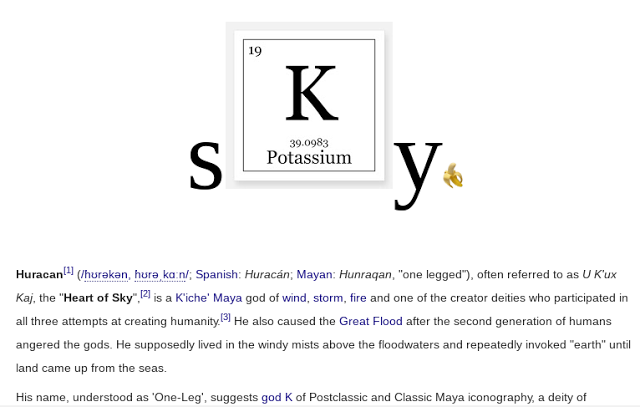 19
K
39.0983
Potassium
s y
Huracan[1] (/ˈhʊrəkən, ˈhʊrəˌkɑːn/; Spanish: Huracán; Mayan: Hunraqan, "one legged"), often referred to as U K'ux
Kaj, the "Heart of Sky",[2] is a K'iche' Maya god of wind, storm, fire and one of the creator deities who participated in
all three attempts at creating humanity.[3] He also caused the Great Flood after the second generation of humans
angered the gods. He supposedly lived in the windy mists above the floodwaters and repeatedly invoked "earth" until
land came up from the seas.
His name, understood as 'One-Leg', suggests god K of Postclassic and Classic Maya iconography, a deity of